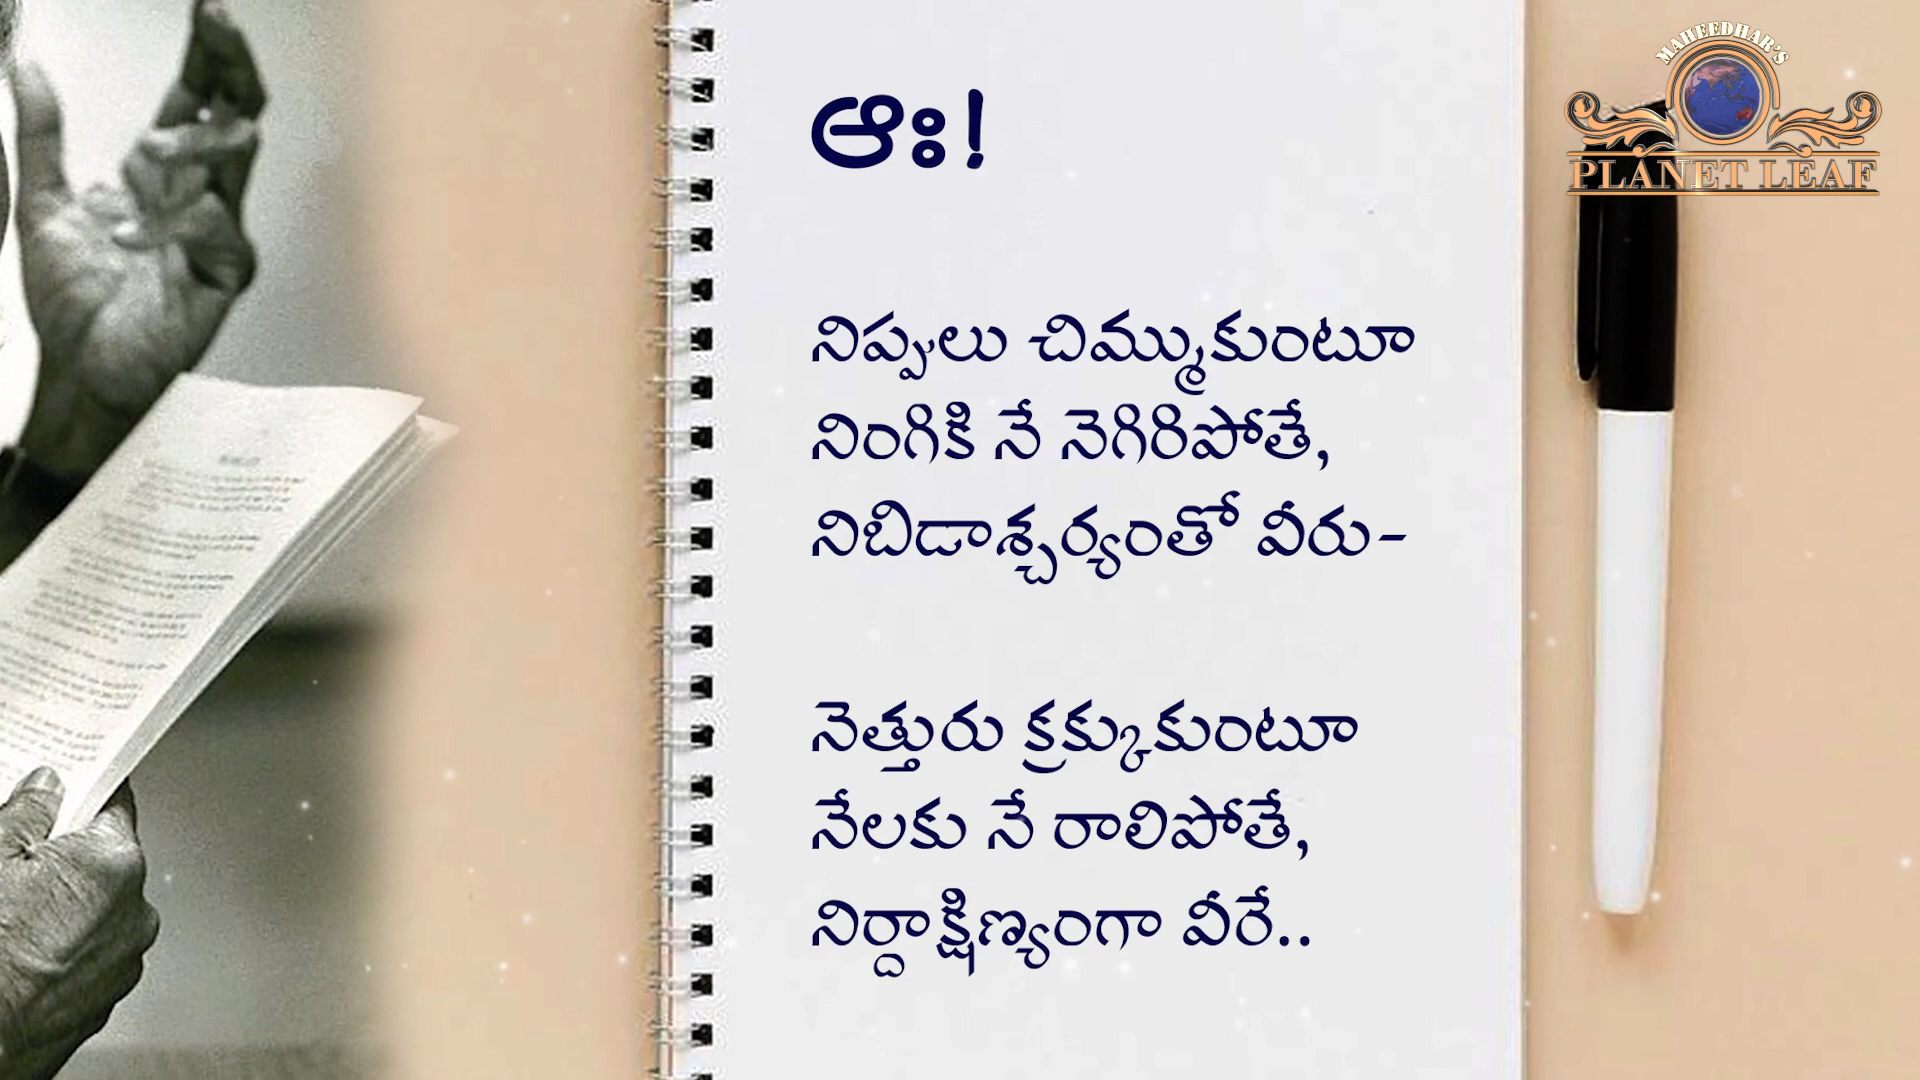 MAHEEDHAR'S
PLANET LEAF
ఆః!
నిప్పులు చిమ్ముకుంటూ
నింగికి నే నెగిరిపోతే,
నిబిడాశ్చర్యంతో వీరు-
నెత్తురు క్రక్కుకుంటూ
నేలకు నే రాలిపోతే,
నిర్దాక్షిణ్యంగా వీరే..